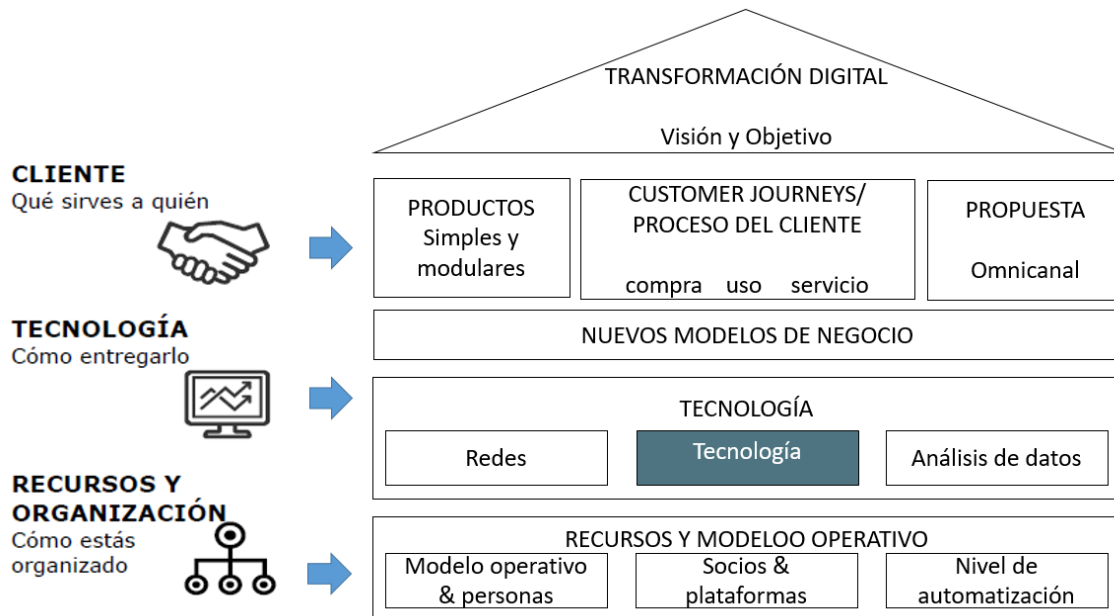 TRANSFORMACIÓN DIGITAL
Visión y Objetivo
CLIENTE
Qué sirves a quién
PRODUCTOS
Simples y
modulares
CUSTOMER JOURNEYS/
PROCESO DEL CLIENTE
compra uso servicio
PROPUESTA
Omnicanal
TECNOLOGÍA
Cómo entregarlo
NUEVOS MODELOS DE NEGOCIO
TECNOLOGÍA
Redes
Tecnología
Análisis de datos
RECURSOS Y
ORGANIZACIÓN
Cómo estás
organizado
RECURSOS Y MODELOO OPERATIVO
Modelo operativo
& personas
Socios &
plataformas
Nivel de
automatización